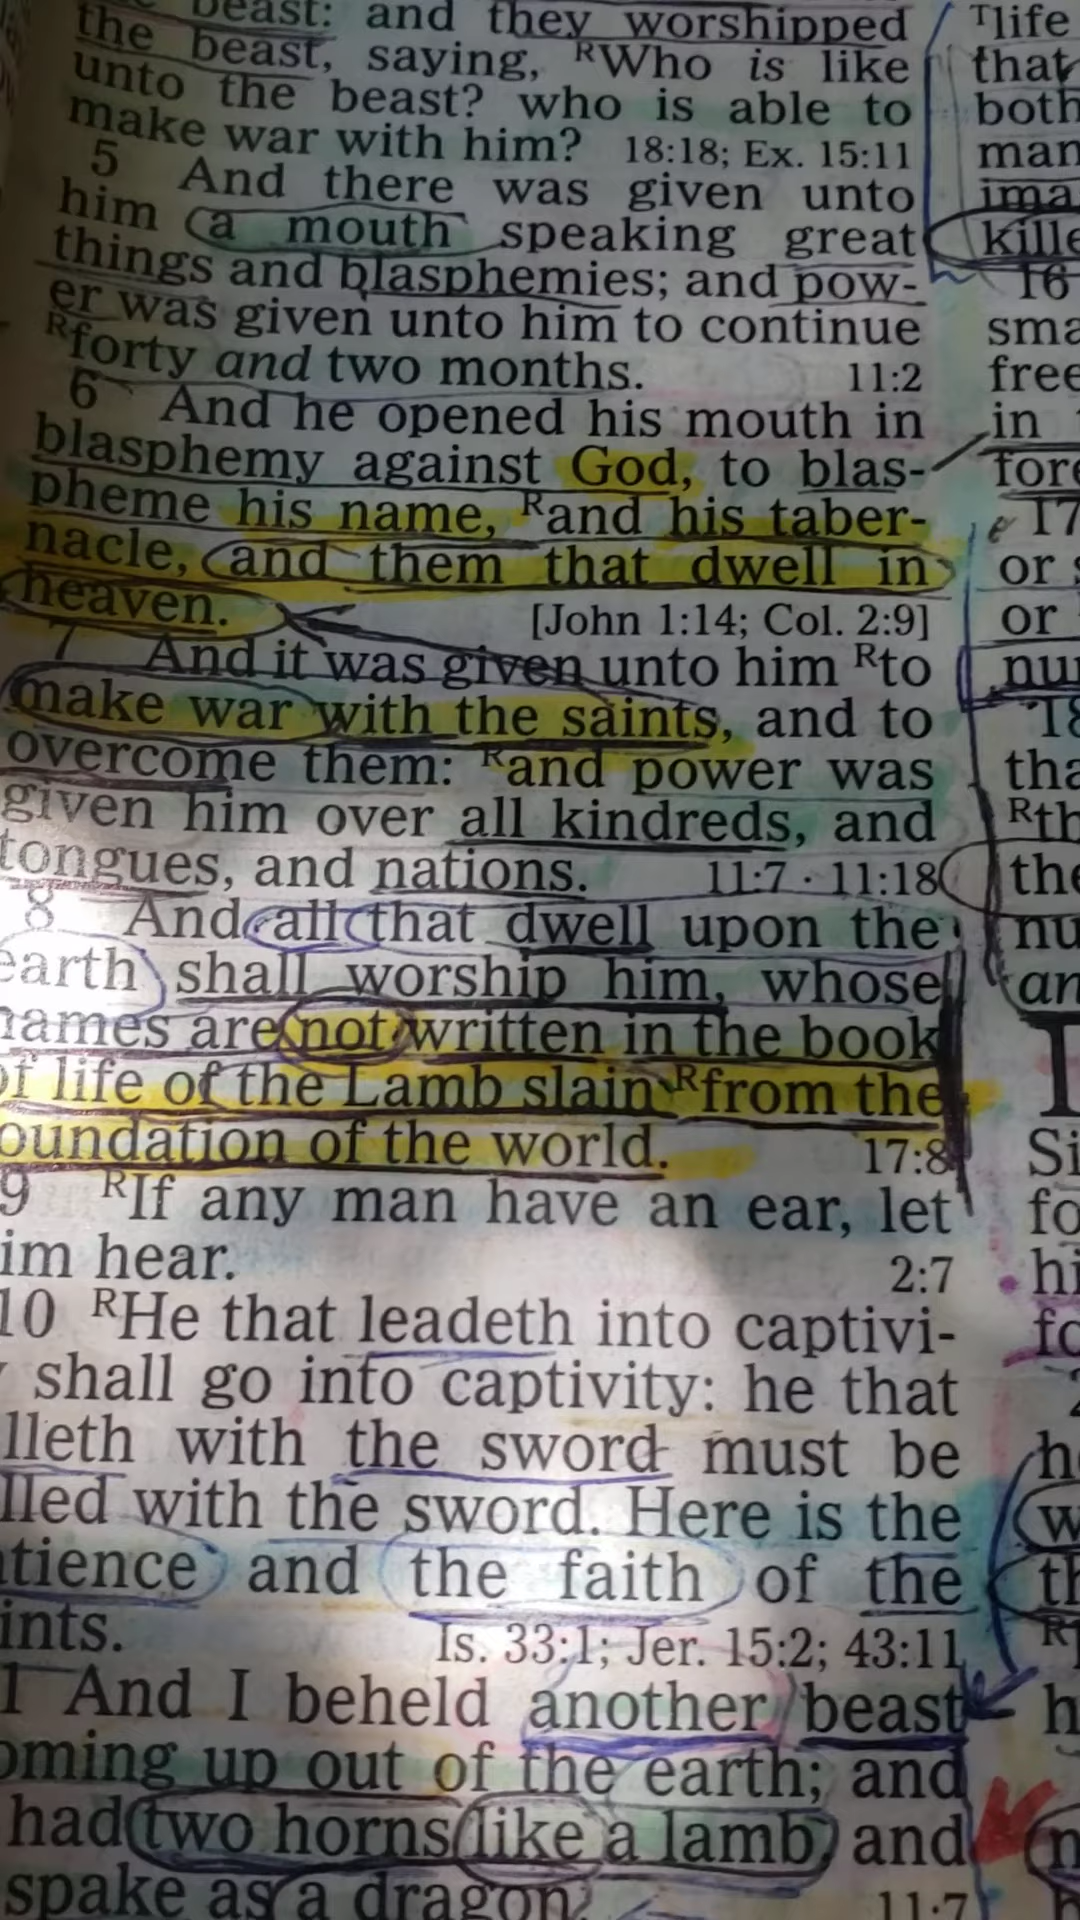 beast: and they worshipped
the beast, saying, RWho is like
unto the beast? who is able to
make war with him? 18:18; Ex. 15:11
5 And there was given unto
him a mouth speaking great
things and blasphemies; and pow-
er was given unto him to continue
Rforty and two months. 11:2
6 And he opened his mouth in
blasphemy against God, to blas-
pheme his name, Rand his taber-
nacle, and them that dwell in
heaven. [John 1:14; Col. 2:9]
7 And it was given unto him Rto
make war with the saints, and to
overcome them: Rand power was
given him over all kindreds, and
tongues, and nations. 11:7 · 11:18
8 And all that dwell upon the
earth shall worship him, whose
names are not written in the book
of life of the Lamb slain Rfrom the
oundation of the world. 17:8
9 RIf any man have an ear, let
im hear. 2:7
10 RHe that leadeth into captivi-
shall go into captivity: he that
lleth with the sword must be
lled with the sword. Here is the
tience and the faith of the
ints. Is. 33:1; Jer. 15:2; 43:11
1 And I beheld another beast
oming up out of the earth; and
had two horns like a lamb, and
spake as a dragon. 11:7
Tlife
that
both
man
ima
kille
16
sma
free
in
fore
17
or
or
nu
18
tha
Rth
the
nu
an
I
Si
fo
hi
fo
h
w
th
h